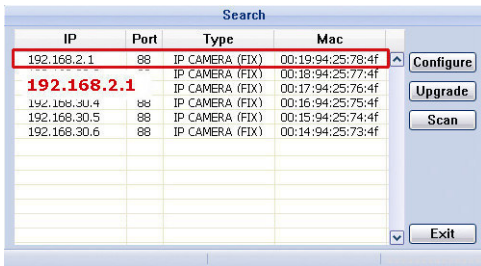 Search
IP Port Type Mac
192.168.2.1 88 IP CAMERA (FIX) 00:19:94:25:78:4f Configure
88 IP CAMERA (FIX) 00:18:94:25:77:4f
192.168.2.1 88 IP CAMERA (FIX) 00:17:94:25:76:4f Upgrade
192.168.30.4 88 IP CAMERA (FIX) 00:16:94:25:75:4f
192.168.30.5 88 IP CAMERA (FIX) 00:15:94:25:74:4f Scan
192.168.30.6 88 IP CAMERA (FIX) 00:14:94:25:73:4f
Exit